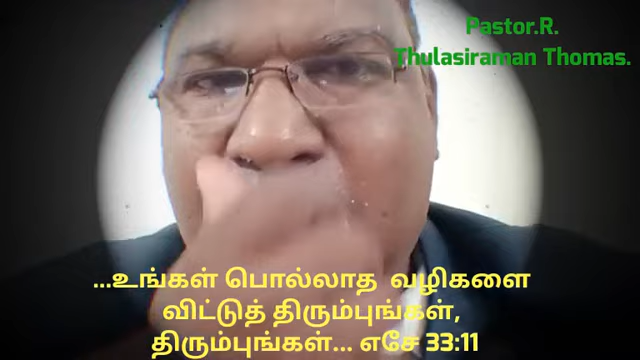 Pastor.R.
Thulasiraman Thomas.
...உங்கள் பொல்லாத வழிகளை
விட்டுத் திரும்புங்கள்,
திரும்புங்கள்... எசே 33:11